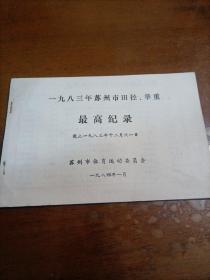 一九八三年苏州市田径、举重
最高纪录
截止一九八三年十二月卅一日
苏州市体育运动委员会
一九八四年一月